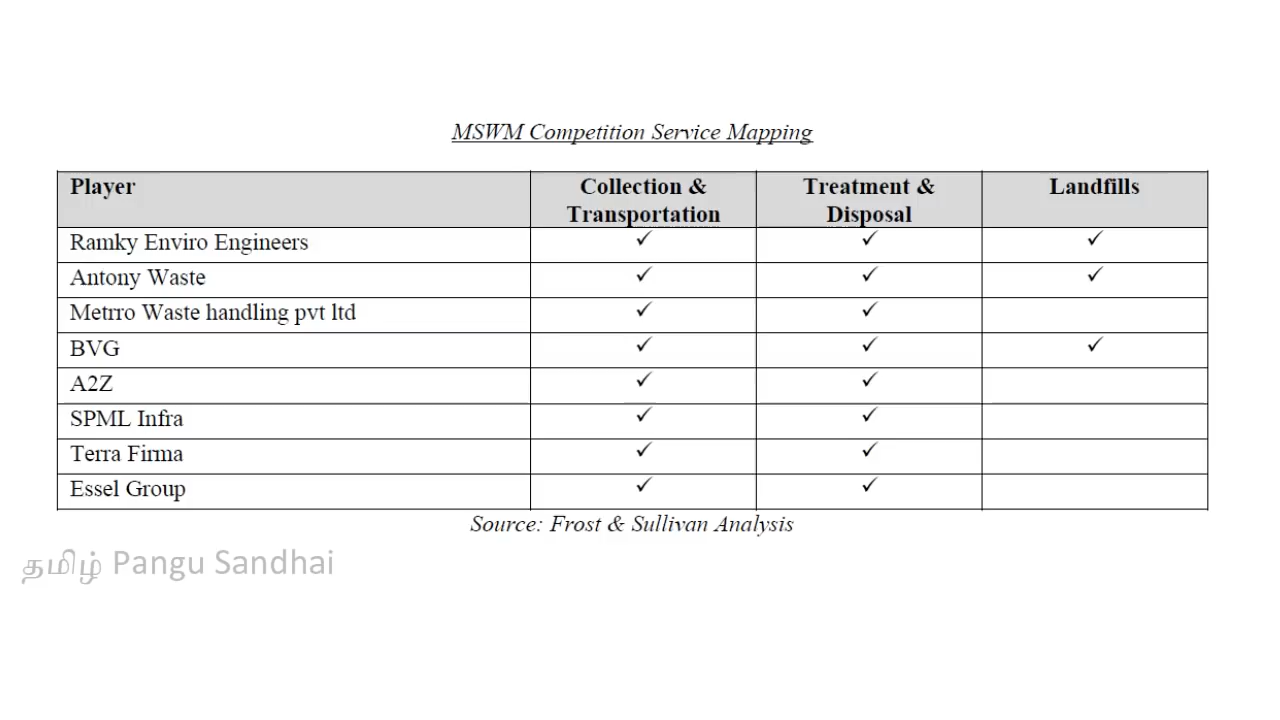 MSWM Competition Service Mapping
Player Collection & Treatment & Landfills
Transportation Disposal
Ramky Enviro Engineers ✓ ✓ ✓
Antony Waste ✓ ✓ ✓
Metrro Waste handling pvt ltd ✓ ✓
BVG ✓ ✓ ✓
A2Z ✓ ✓
SPML Infra ✓ ✓
Terra Firma ✓ ✓
Essel Group ✓ ✓
Source: Frost & Sullivan Analysis
தமிழ் Pangu Sandhai